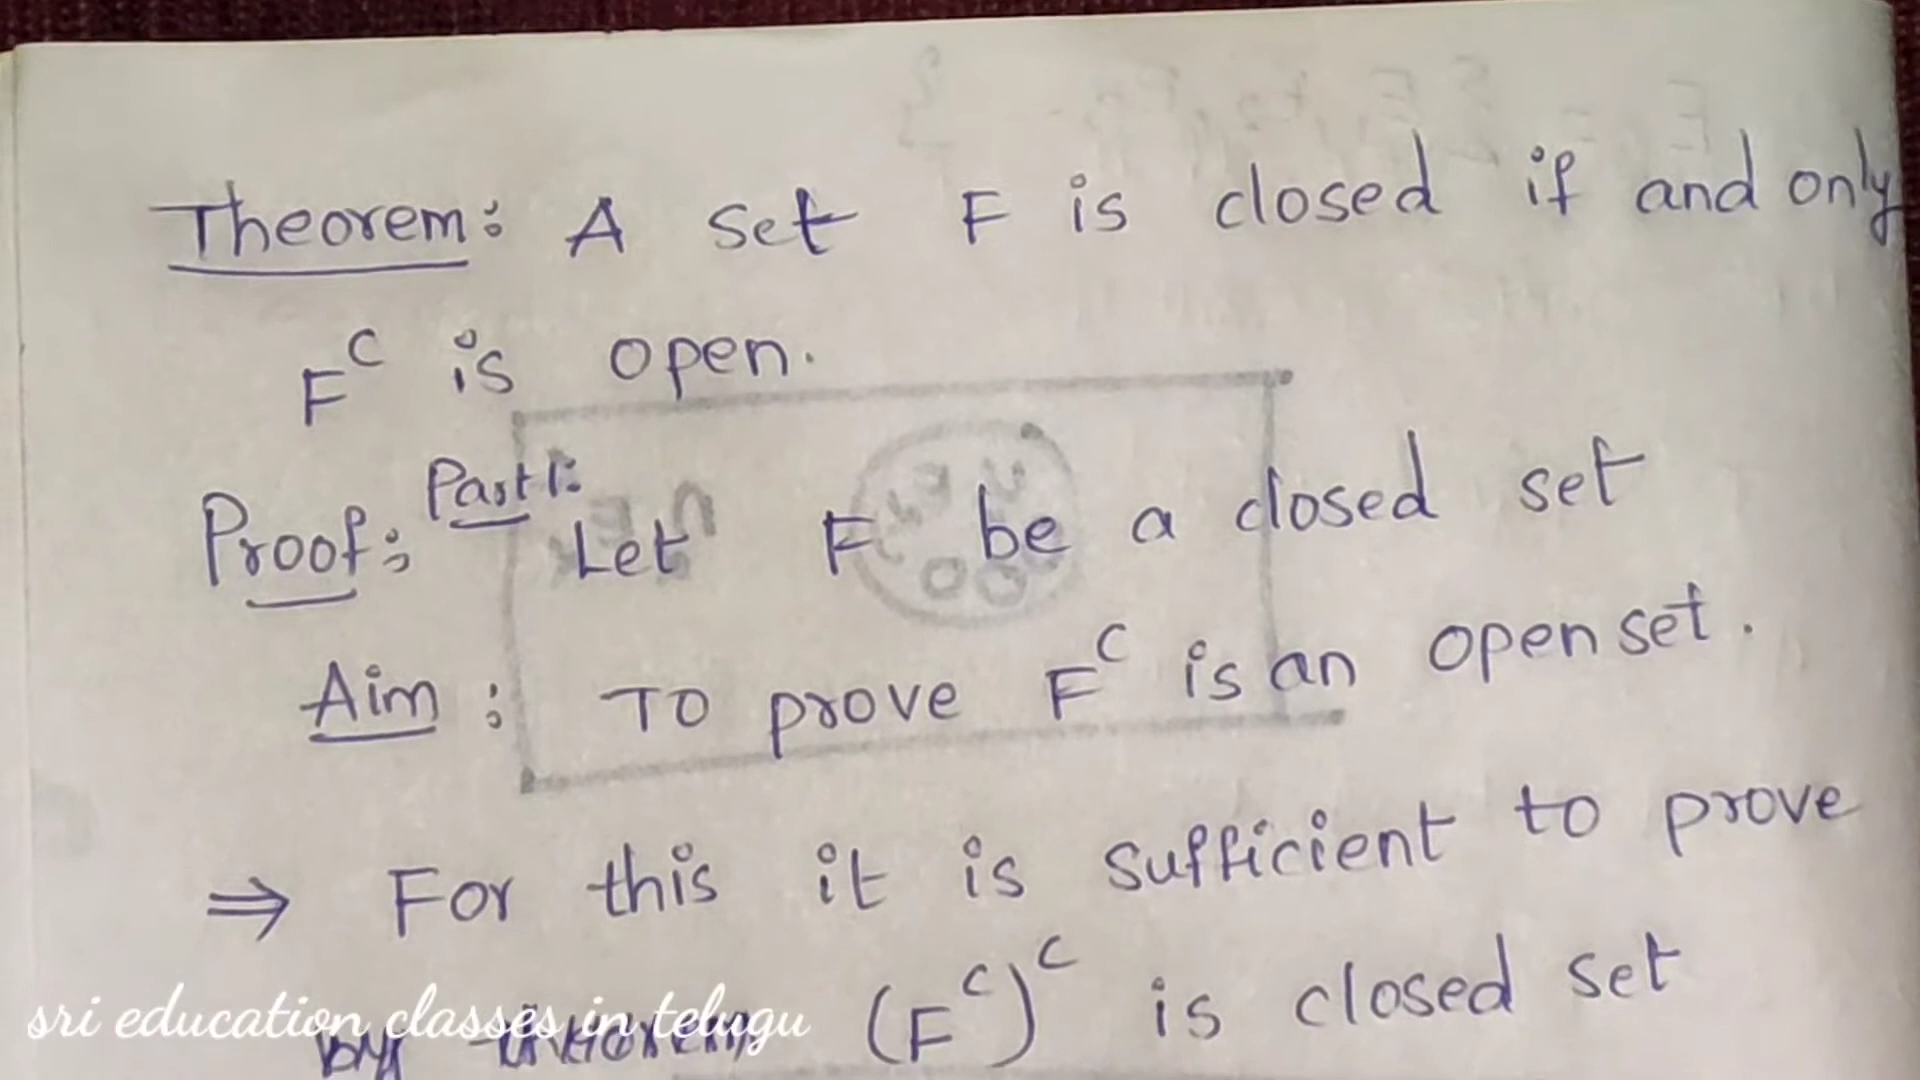 Theorem: A set F is closed if and only
F^C is open.
Proof: Part 1: Let F be a closed set
Aim: To prove F^C is an open set.
⇒ For this it is sufficient to prove
by theorem (F^C)^C is closed set
sri education classes in telugu